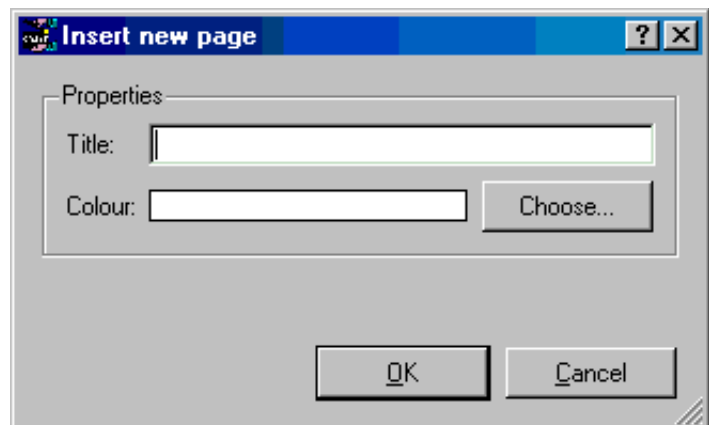 Insert new page
?
Properties
Title:
Colour:
Choose...
OK
Cancel